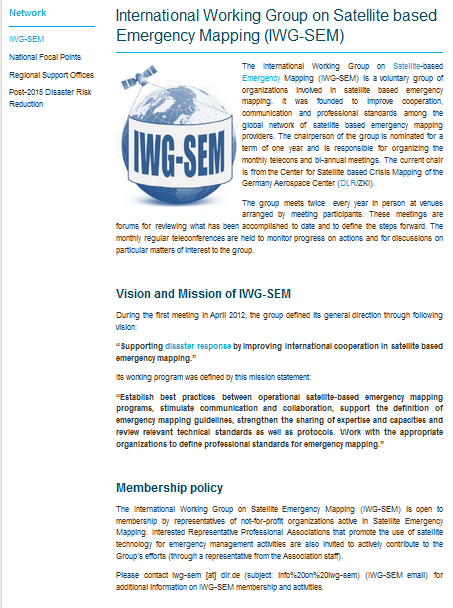 Network
IWG-SEM
National Focal Points
Regional Support Offices
Post-2015 Disaster Risk
Reduction
International Working Group on Satellite based
Emergency Mapping (IWG-SEM)
IWG-SEM
The International Working Group on Satellite-based
Emergency Mapping (IWG-SEM) is a voluntary group of
organizations involved in satellite based emergency
mapping. It was founded to improve cooperation,
communication and professional standards among the
global network of satellite based emergency mapping
providers. The chairperson of the group is nominated for a
term of one year and is responsible for organizing the
monthly telecons and bi-annual meetings. The current chair
is from the Center for Satellite based Crisis Mapping of the
Germany Aerospace Center (DLR/ZKI).
The group meets twice every year in person at venues
arranged by meeting participants. These meetings are
forums for reviewing what has been accomplished to date and to define the steps forward. The
monthly regular teleconferences are held to monitor progress on actions and for discussions on
particular matters of interest to the group.
Vision and Mission of IWG-SEM
During the first meeting in April 2012, the group defined its general direction through following
vision:
“Supporting disaster response by improving international cooperation in satellite based
emergency mapping.”
Its working program was defined by this mission statement:
“Establish best practices between operational satellite-based emergency mapping
programs, stimulate communication and collaboration, support the definition of
emergency mapping guidelines, strengthen the sharing of expertise and capacities and
review relevant technical standards as well as protocols. Work with the appropriate
organizations to define professional standards for emergency mapping.”
Membership policy
The International Working Group on Satellite Emergency Mapping (IWG-SEM) is open to
membership by representatives of not-for-profit organizations active in Satellite Emergency
Mapping. Interested Representative Professional Associations that promote the use of satellite
technology for emergency management activities are also invited to actively contribute to the
Group's efforts (through a representative from the Association staff).
Please contact iwg-sem [at] dlr.de (subject: Info%20on%20iwg-sem) (IWG-SEM email) for
additional information on IWG-SEM membership and activities.